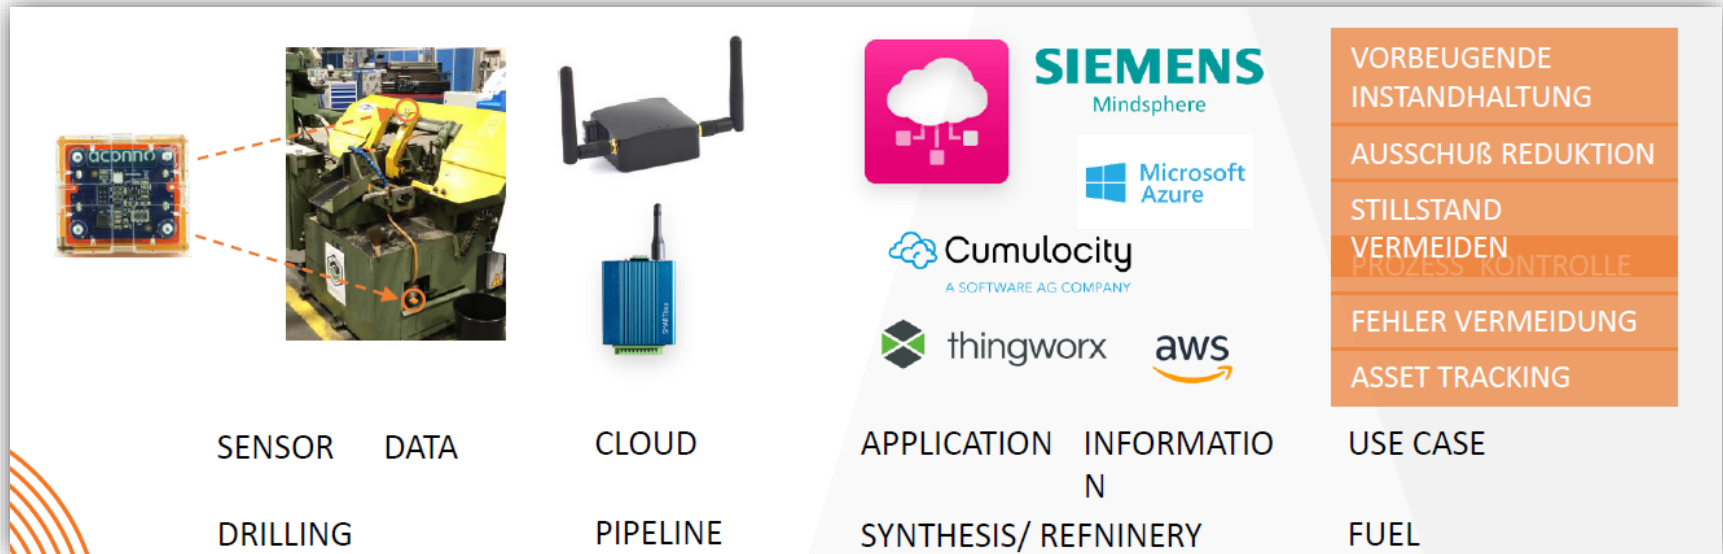 aconno
SIEMENS
Mindsphere
Microsoft
Azure
Cumulocity
A SOFTWARE AG COMPANY
thingworx
aws
VORBEUGENDE
INSTANDHALTUNG
AUSSCHUß REDUKTION
STILLSTAND
VERMEIDEN
PROZESS KONTROLLE
FEHLER VERMEIDUNG
ASSET TRACKING
SENSOR DATA
CLOUD
APPLICATION INFORMATIO
N
USE CASE
DRILLING
PIPELINE
SYNTHESIS/ REFNINERY
FUEL